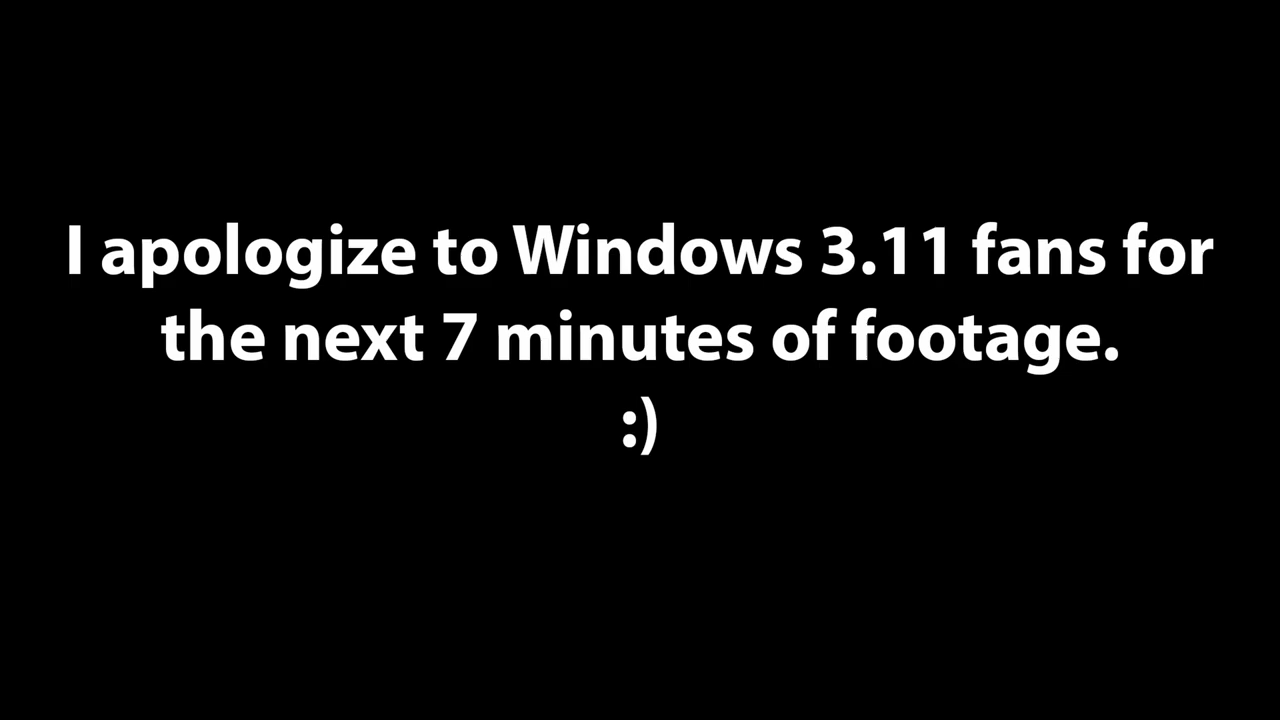 I apologize to Windows 3.11 fans for
the next 7 minutes of footage.
:)